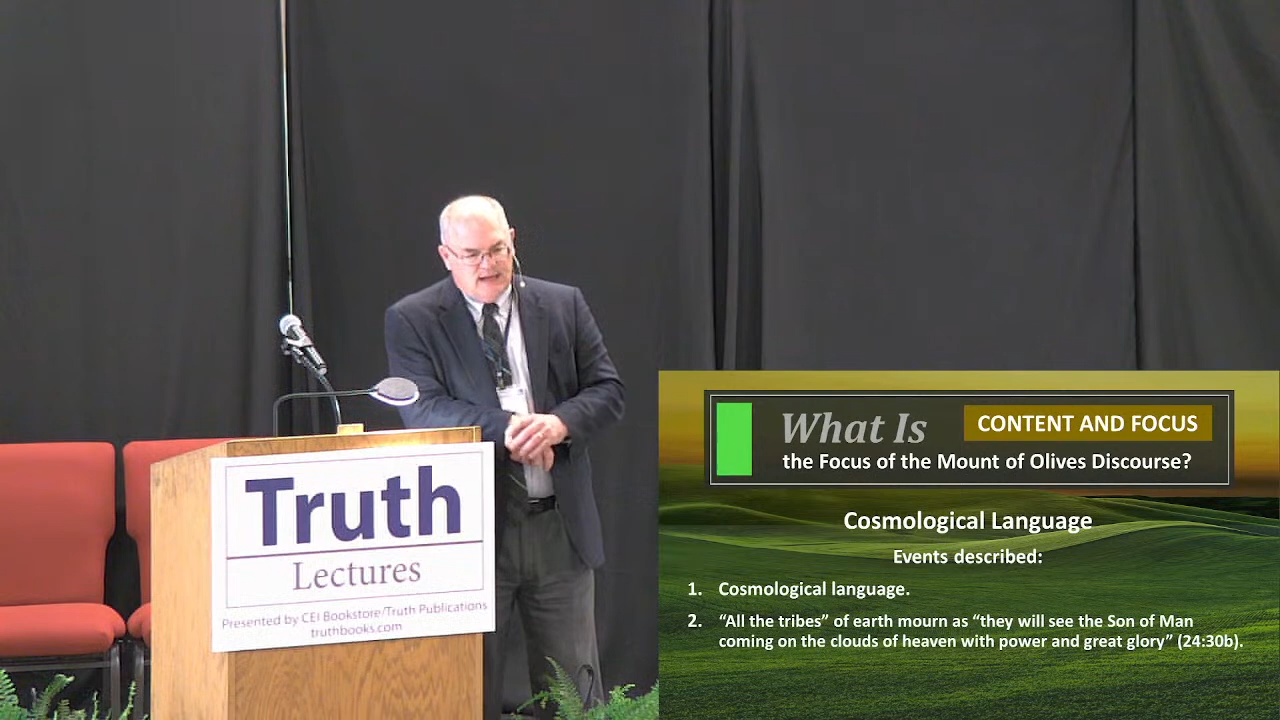 Truth
Lectures
Presented by CEI Bookstore/Truth Publications
truthbooks.com
What Is
CONTENT AND FOCUS
the Focus of the Mount of Olives Discourse?
Cosmological Language
Events described:
1. Cosmological language.
2. “All the tribes” of earth mourn as “they will see the Son of Man
coming on the clouds of heaven with power and great glory” (24:30b).